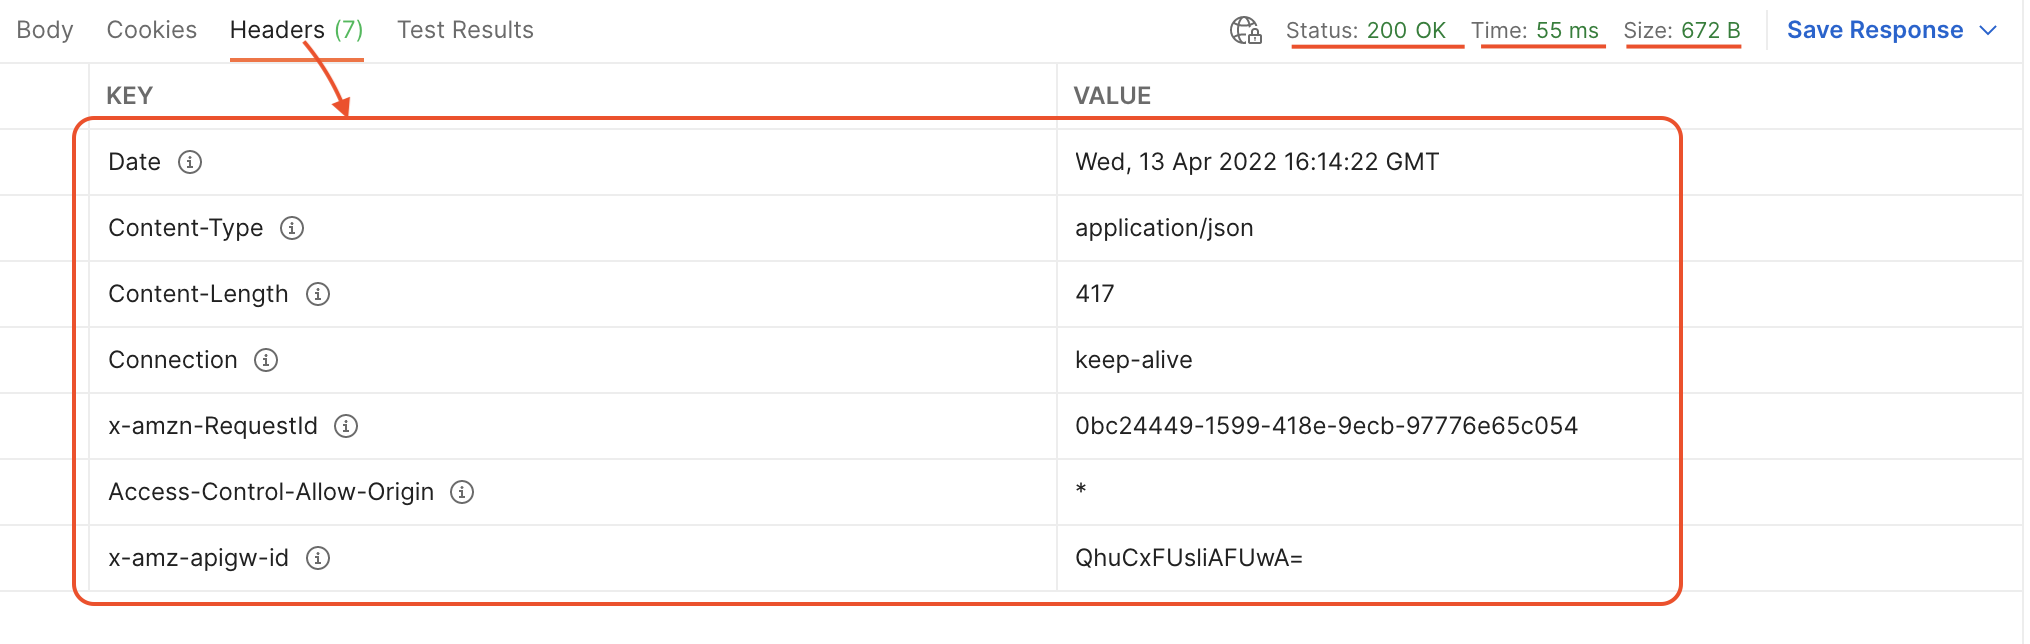 Body Cookies Headers (7) Test Results Status: 200 OK Time: 55 ms Size: 672 B Save Response
KEY VALUE
Date Wed, 13 Apr 2022 16:14:22 GMT
Content-Type application/json
Content-Length 417
Connection keep-alive
x-amzn-RequestId 0bc24449-1599-418e-9ecb-97776e65c054
Access-Control-Allow-Origin *
x-amz-apigw-id QhuCxFUsliAFUwA=